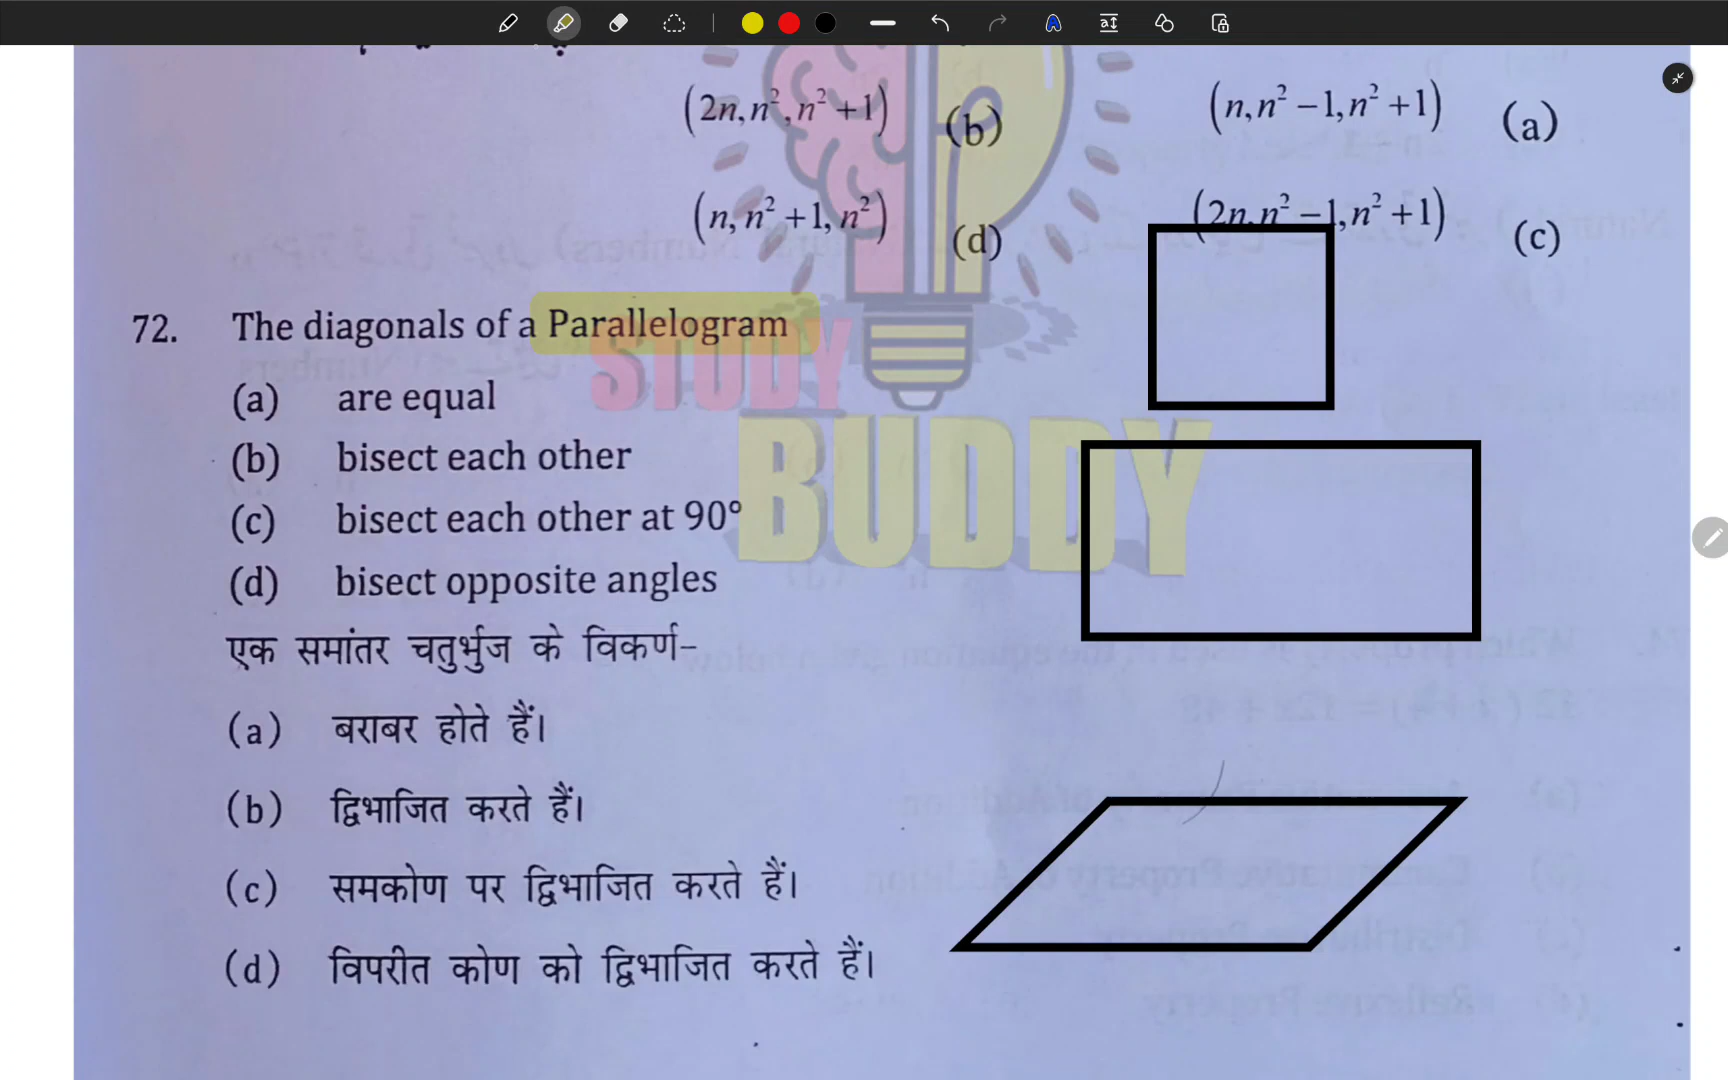 (2n, n², n² +1) (b) (n, n² −1, n² +1) (a)
(n, n² +1, n²) (d) (2n, n² −1, n² +1) (c)
72. The diagonals of a Parallelogram
(a) are equal
(b) bisect each other
(c) bisect each other at 90°
(d) bisect opposite angles
एक समांतर चतुर्भुज के विकर्ण-
(a) बराबर होते हैं।
(b) द्विभाजित करते हैं।
(c) समकोण पर द्विभाजित करते हैं।
(d) विपरीत कोण को द्विभाजित करते हैं।
STUDY
BUDDY